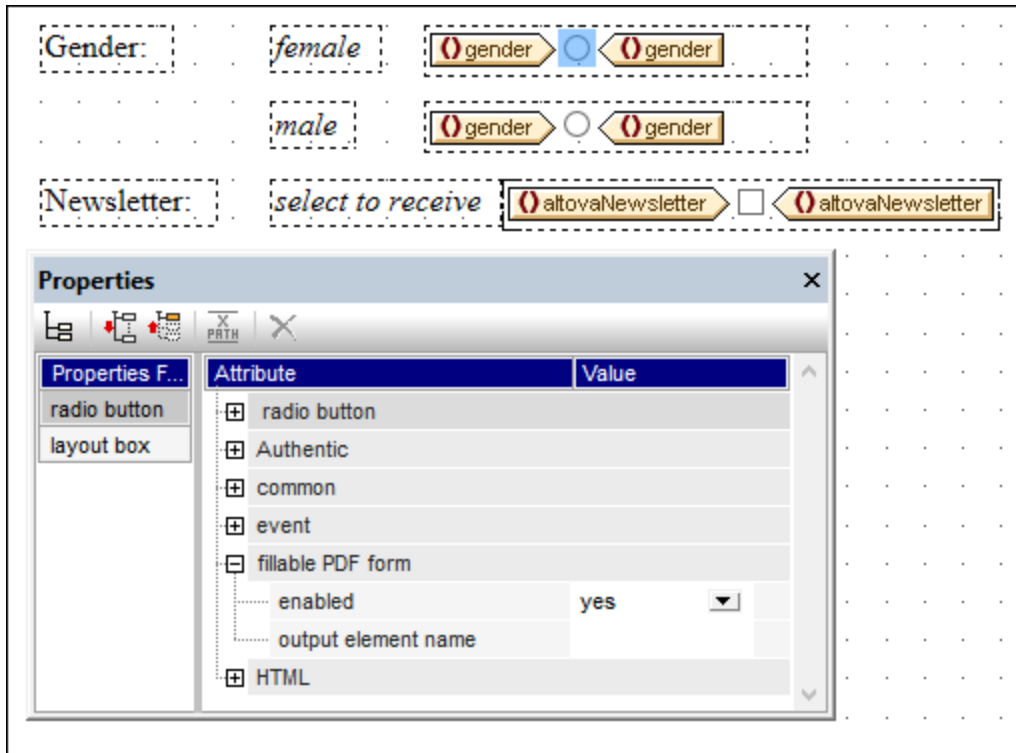 Gender: female () gender () gender
male () gender () gender
Newsletter: select to receive () altovaNewsletter () altovaNewsletter
Properties
X PATH
Properties F... Attribute Value
radio button radio button
layout box Authentic
common
event
fillable PDF form
enabled yes
output element name
HTML